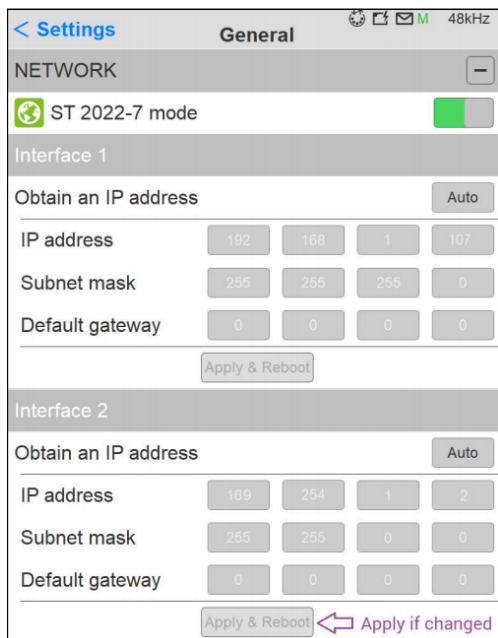 < Settings General M 48kHz
NETWORK
ST 2022-7 mode
Interface 1
Obtain an IP address Auto
IP address 192 168 1 107
Subnet mask 255 255 255 0
Default gateway 0 0 0 0
Apply & Reboot
Interface 2
Obtain an IP address Auto
IP address 169 254 1 2
Subnet mask 255 255 0 0
Default gateway 0 0 0 0
Apply & Reboot Apply if changed